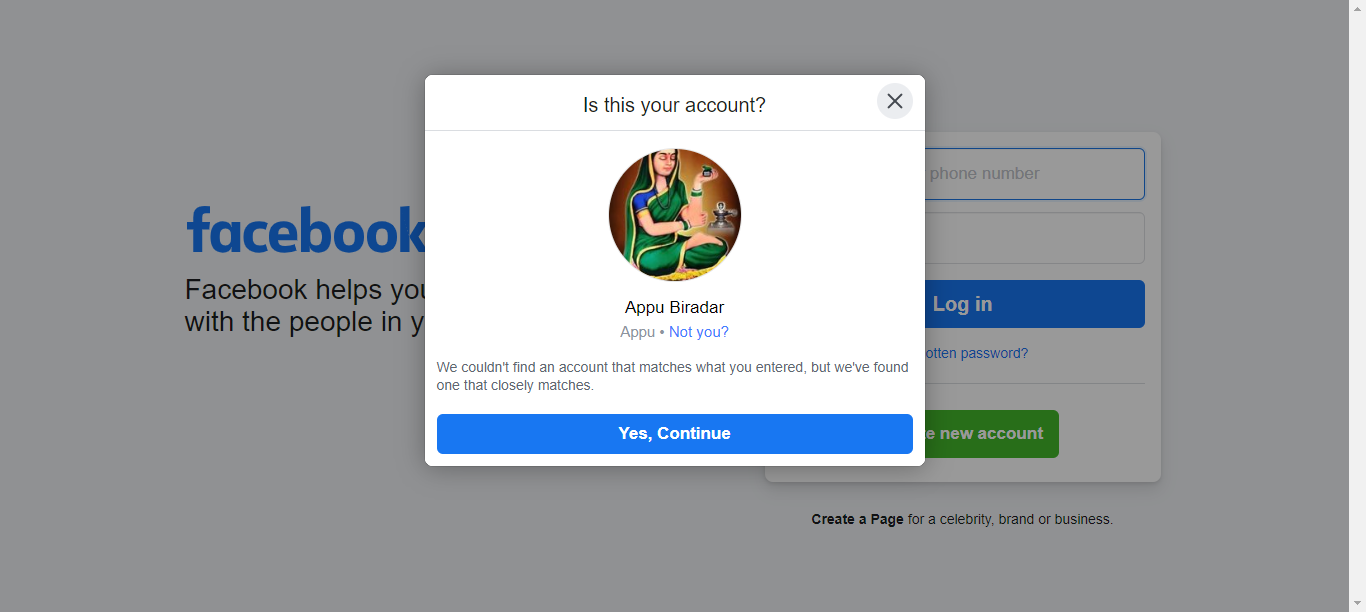 Is this your account?
facebook
Facebook helps you
with the people in y
Appu Biradar
Appu • Not you?
We couldn't find an account that matches what you entered, but we've found
one that closely matches.
Yes, Continue
phone number
Log in
otten password?
e new account
Create a Page for a celebrity, brand or business.